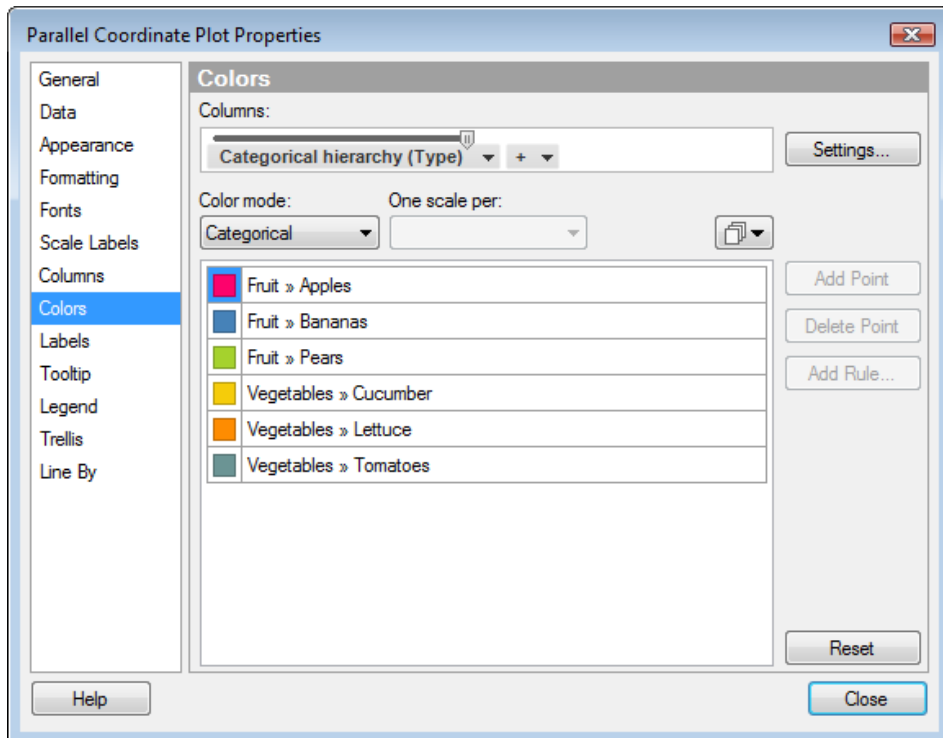 Parallel Coordinate Plot Properties
General
Data
Appearance
Formatting
Fonts
Scale Labels
Columns
Colors
Labels
Tooltip
Legend
Trellis
Line By
Colors
Columns:
Categorical hierarchy (Type) +
Settings...
Color mode: One scale per:
Categorical
Fruit » Apples
Fruit » Bananas
Fruit » Pears
Vegetables » Cucumber
Vegetables » Lettuce
Vegetables » Tomatoes
Add Point
Delete Point
Add Rule...
Reset
Help Close